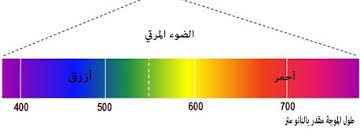 الضوء المرئي
أزرق أحمر
400 500 600 700
طول الموجة مقدر بالنانو متر